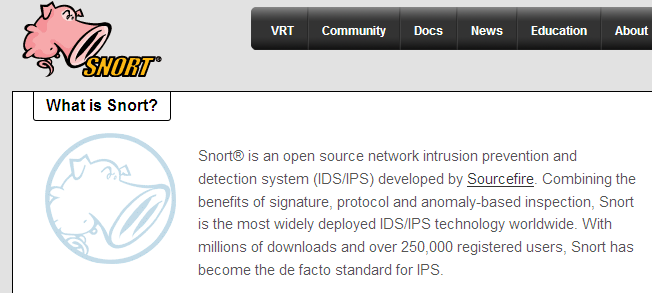 SNORT®
VRT Community Docs News Education About
What is Snort?
Snort® is an open source network intrusion prevention and
detection system (IDS/IPS) developed by Sourcefire. Combining the
benefits of signature, protocol and anomaly-based inspection, Snort
is the most widely deployed IDS/IPS technology worldwide. With
millions of downloads and over 250,000 registered users, Snort has
become the de facto standard for IPS.